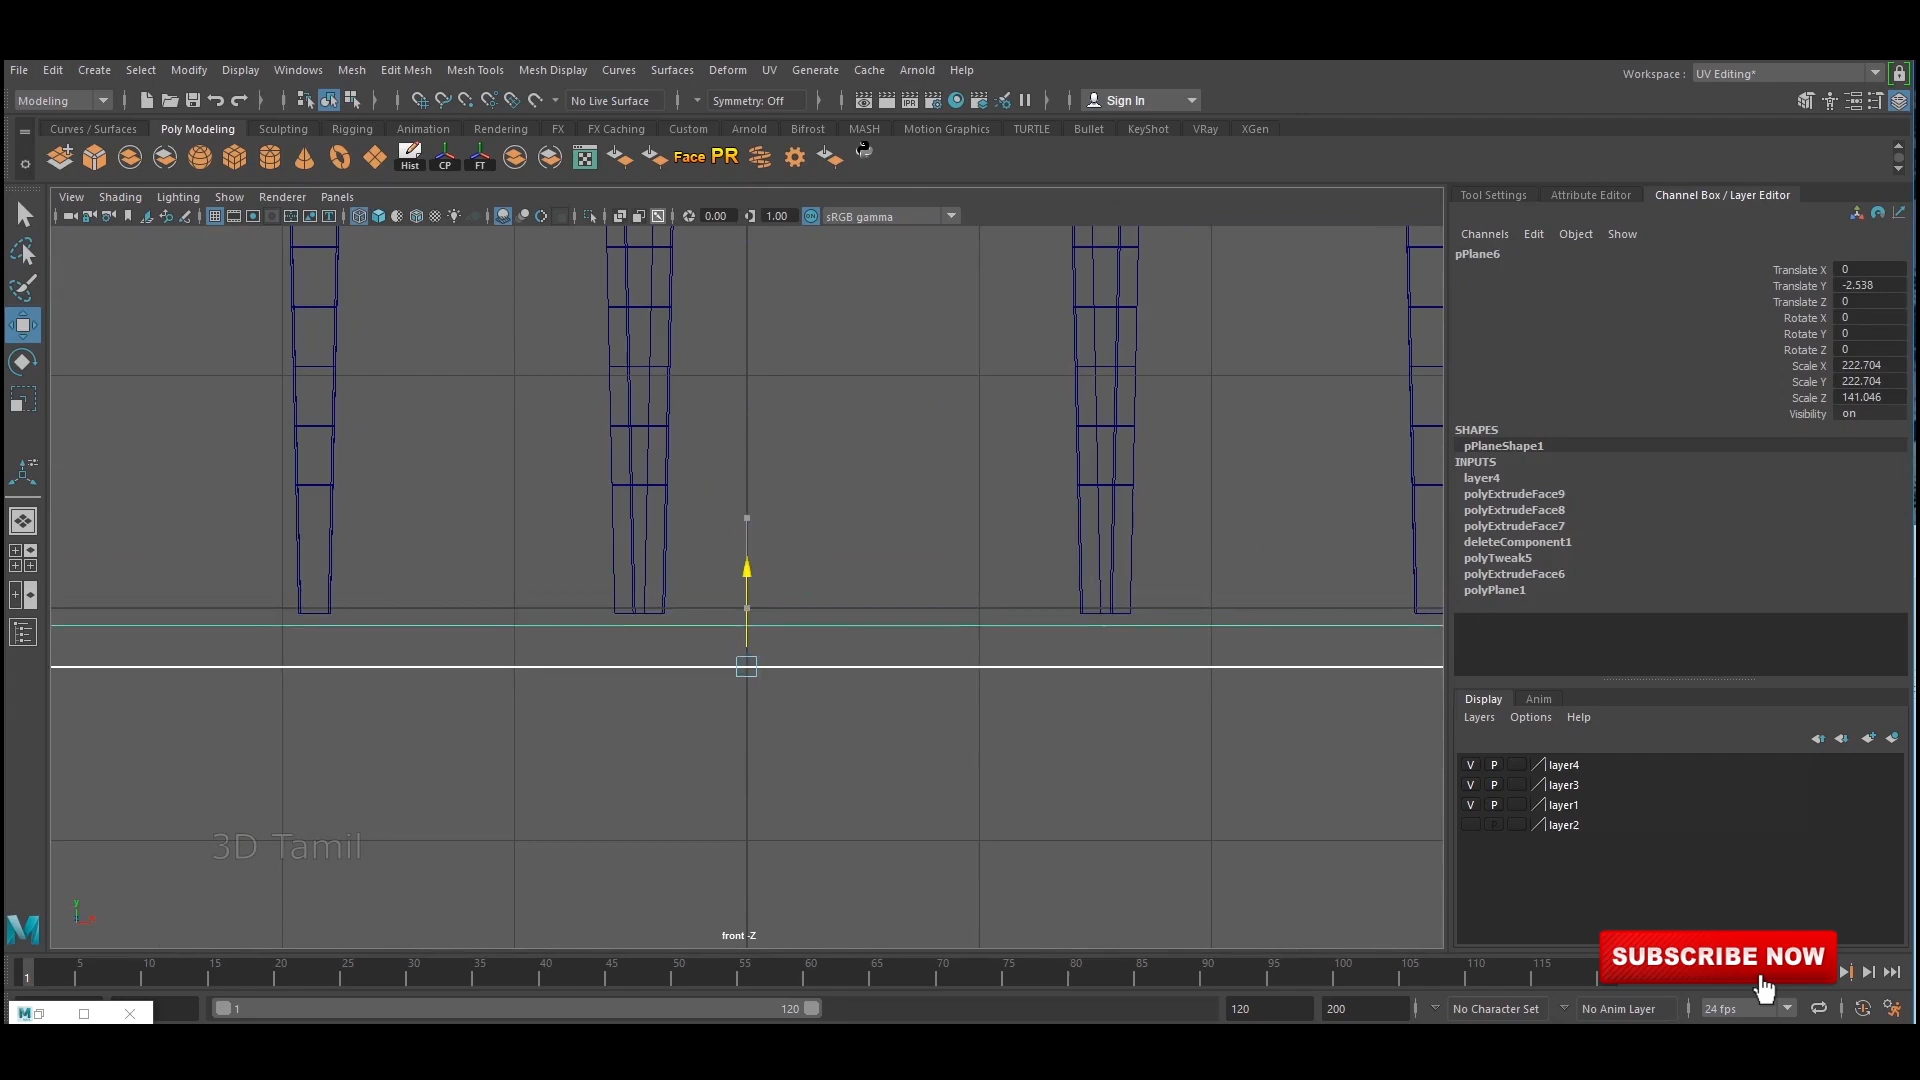 File Edit Create Select Modify Display Windows Mesh Edit Mesh Mesh Tools Mesh Display Curves Surfaces Deform UV Generate Cache Arnold Help
Workspace : UV Editing*
Modeling No Live Surface Symmetry: Off Sign In
Curves / Surfaces Poly Modeling Sculpting Rigging Animation Rendering FX FX Caching Custom Arnold Bifrost MASH Motion Graphics TURTLE Bullet KeyShot VRay XGen
Hist CP FT Face PR
View Shading Lighting Show Renderer Panels
0.00 1.00 ON sRGB gamma
Tool Settings Attribute Editor Channel Box / Layer Editor
Channels Edit Object Show
pPlane6
Translate X 0
Translate Y -2.538
Translate Z 0
Rotate X 0
Rotate Y 0
Rotate Z 0
Scale X 222.704
Scale Y 222.704
Scale Z 141.046
Visibility on
SHAPES
pPlaneShape1
INPUTS
layer4
polyExtrudeFace9
polyExtrudeFace8
polyExtrudeFace7
deleteComponent1
polyTweak5
polyExtrudeFace6
polyPlane1
Display Anim
Layers Options Help
V P layer4
V P layer3
V P layer1
P layer2
3D Tamil
y
front -Z
SUBSCRIBE NOW
1 5 10 15 20 25 30 35 40 45 50 55 60 65 70 75 80 85 90 95 100 105 110 115
M 1 120 120 200 No Character Set No Anim Layer 24 fps